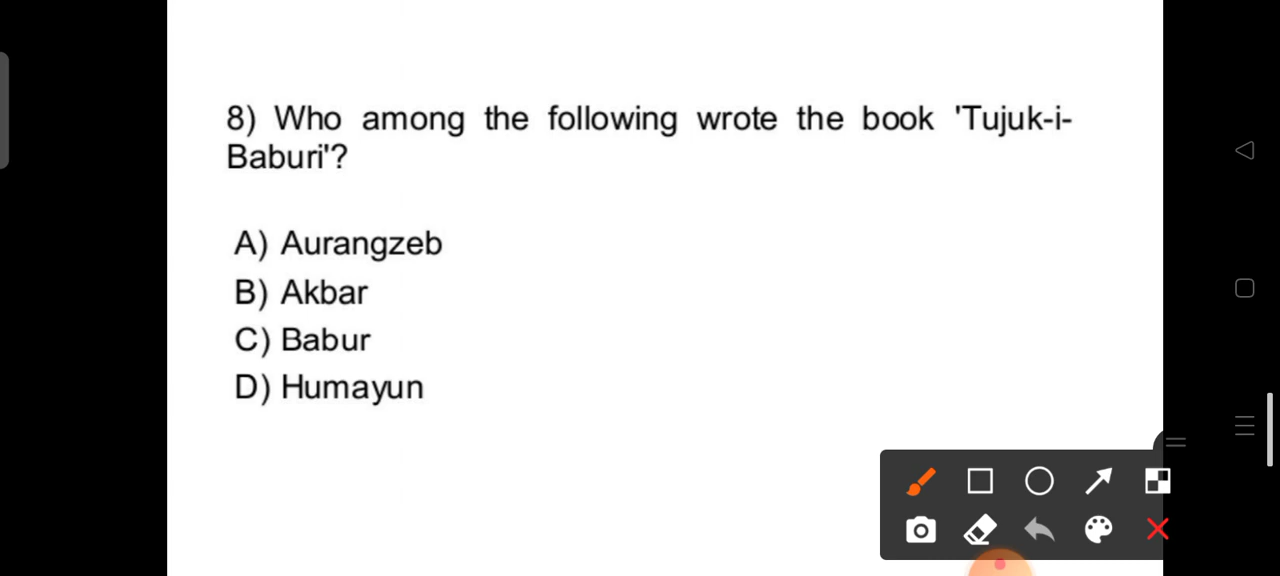 8) Who among the following wrote the book 'Tujuk-i-
Baburi'?
A) Aurangzeb
B) Akbar
C) Babur
D) Humayun